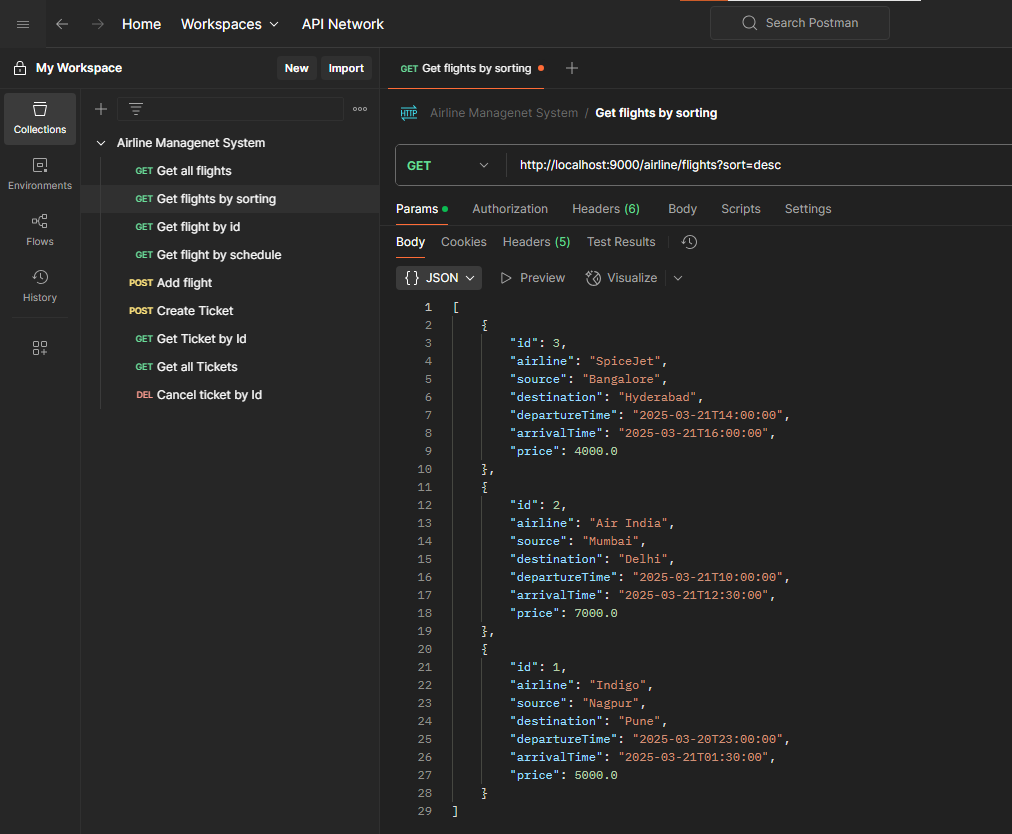 Home Workspaces API Network Search Postman
My Workspace New Import
GET Get flights by sorting
Collections
Environments
Flows
History
Airline Managenet System
GET Get all flights
GET Get flights by sorting
GET Get flight by id
GET Get flight by schedule
POST Add flight
POST Create Ticket
GET Get Ticket by Id
GET Get all Tickets
DEL Cancel ticket by Id
HTTP Airline Managenet System / Get flights by sorting
GET http://localhost:9000/airline/flights?sort=desc
Params Authorization Headers (6) Body Scripts Settings
Body Cookies Headers (5) Test Results
{} JSON Preview Visualize
1 [
2 {
3 "id": 3,
4 "airline": "SpiceJet",
5 "source": "Bangalore",
6 "destination": "Hyderabad",
7 "departureTime": "2025-03-21T14:00:00",
8 "arrivalTime": "2025-03-21T16:00:00",
9 "price": 4000.0
10 },
11 {
12 "id": 2,
13 "airline": "Air India",
14 "source": "Mumbai",
15 "destination": "Delhi",
16 "departureTime": "2025-03-21T10:00:00",
17 "arrivalTime": "2025-03-21T12:30:00",
18 "price": 7000.0
19 },
20 {
21 "id": 1,
22 "airline": "Indigo",
23 "source": "Nagpur",
24 "destination": "Pune",
25 "departureTime": "2025-03-20T23:00:00",
26 "arrivalTime": "2025-03-21T01:30:00",
27 "price": 5000.0
28 }
29 ]